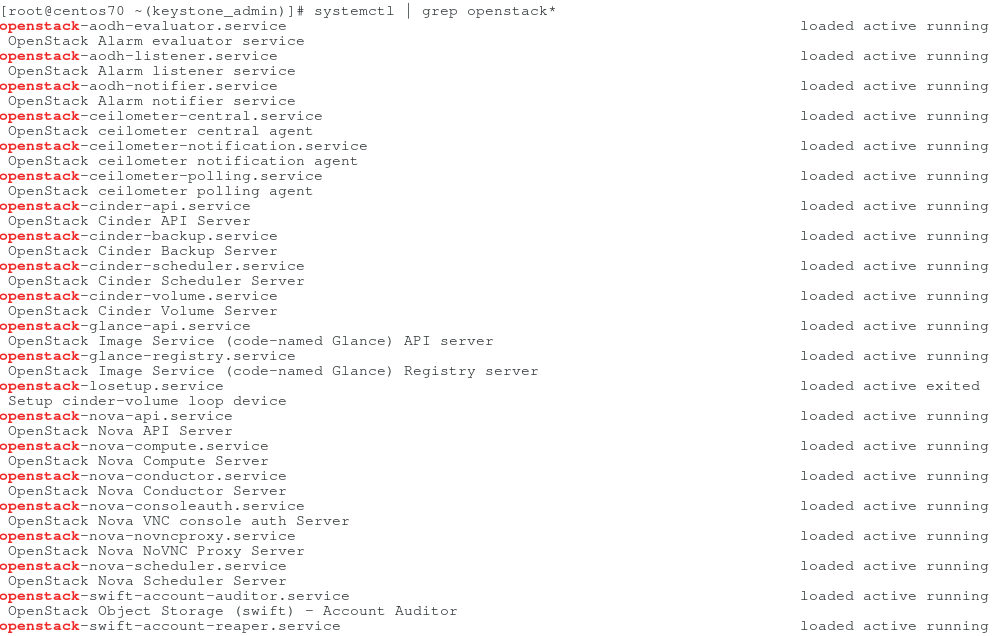 [root@centos70 ~(keystone_admin)]# systemctl | grep openstack*
openstack-aodh-evaluator.service loaded active running
OpenStack Alarm evaluator service
openstack-aodh-listener.service loaded active running
OpenStack Alarm listener service
openstack-aodh-notifier.service loaded active running
OpenStack Alarm notifier service
openstack-ceilometer-central.service loaded active running
OpenStack ceilometer central agent
openstack-ceilometer-notification.service loaded active running
OpenStack ceilometer notification agent
openstack-ceilometer-polling.service loaded active running
OpenStack ceilometer polling agent
openstack-cinder-api.service loaded active running
OpenStack Cinder API Server
openstack-cinder-backup.service loaded active running
OpenStack Cinder Backup Server
openstack-cinder-scheduler.service loaded active running
OpenStack Cinder Scheduler Server
openstack-cinder-volume.service loaded active running
OpenStack Cinder Volume Server
openstack-glance-api.service loaded active running
OpenStack Image Service (code-named Glance) API server
openstack-glance-registry.service loaded active running
OpenStack Image Service (code-named Glance) Registry server
openstack-losetup.service loaded active exited
Setup cinder-volume loop device
openstack-nova-api.service loaded active running
OpenStack Nova API Server
openstack-nova-compute.service loaded active running
OpenStack Nova Compute Server
openstack-nova-conductor.service loaded active running
OpenStack Nova Conductor Server
openstack-nova-consoleauth.service loaded active running
OpenStack Nova VNC console auth Server
openstack-nova-novncproxy.service loaded active running
OpenStack Nova NoVNC Proxy Server
openstack-nova-scheduler.service loaded active running
OpenStack Nova Scheduler Server
openstack-swift-account-auditor.service loaded active running
OpenStack Object Storage (swift) - Account Auditor
openstack-swift-account-reaper.service loaded active running